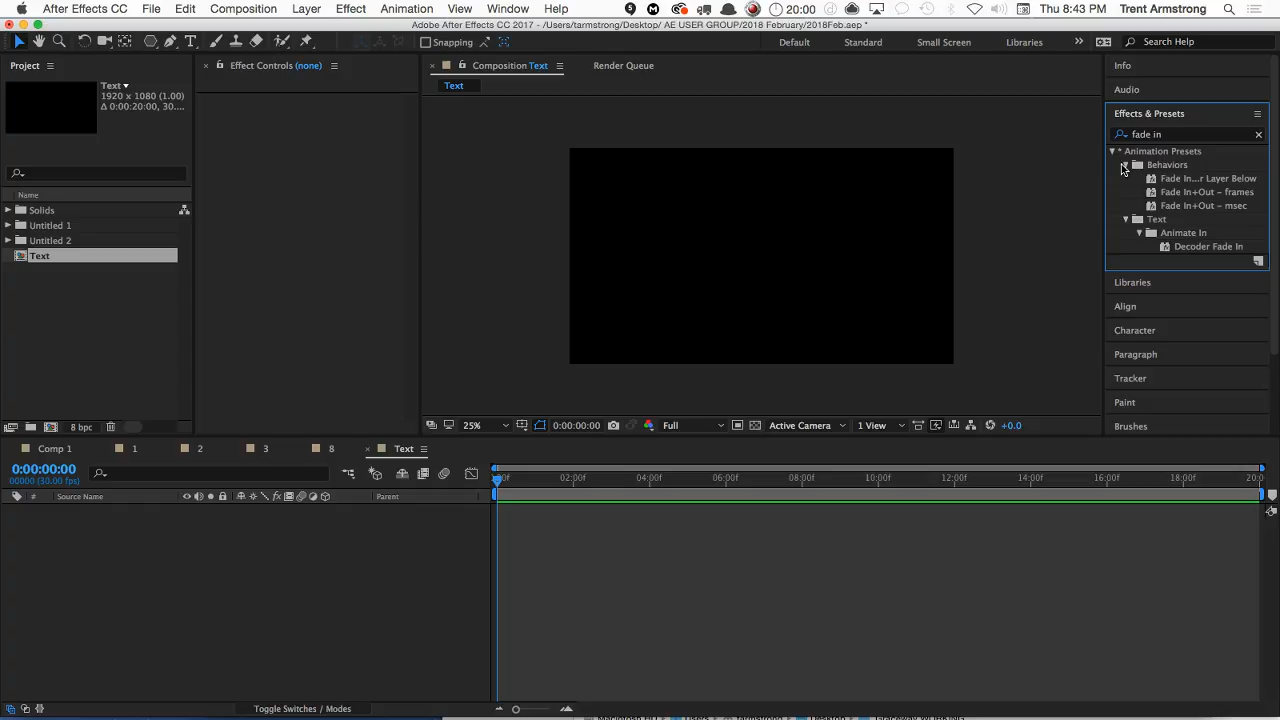 After Effects CC File Edit Composition Layer Effect Animation View Window Help 20:00 Thu 8:43 PM Trent Armstrong
Adobe After Effects CC 2017 - /Users/tarmstrong/Desktop/ AE USER GROUP/2018 February/2018Feb.aep *
Snapping Default Standard Small Screen Libraries Search Help
Project
Text
1920 x 1080 (1.00)
Δ 0:00:20:00, 30....
Name
Solids
Untitled 1
Untitled 2
Text
8 bpc
Effect Controls (none)
Composition Text Render Queue
Text
25% 0:00:00:00 Full Active Camera 1 View +0.0
Info
Audio
Effects & Presets
fade in
* Animation Presets
Behaviors
Fade In...r Layer Below
Fade In+Out – frames
Fade In+Out – msec
Text
Animate In
Decoder Fade In
Libraries
Align
Character
Paragraph
Tracker
Paint
Brushes
Comp 1 1 2 3 8 Text
0:00:00:00
00000 (30.00 fps)
# Source Name Parent
:00f 02:00f 04:00f 06:00f 08:00f 10:00f 12:00f 14:00f 16:00f 18:00f 20:0
Toggle Switches / Modes